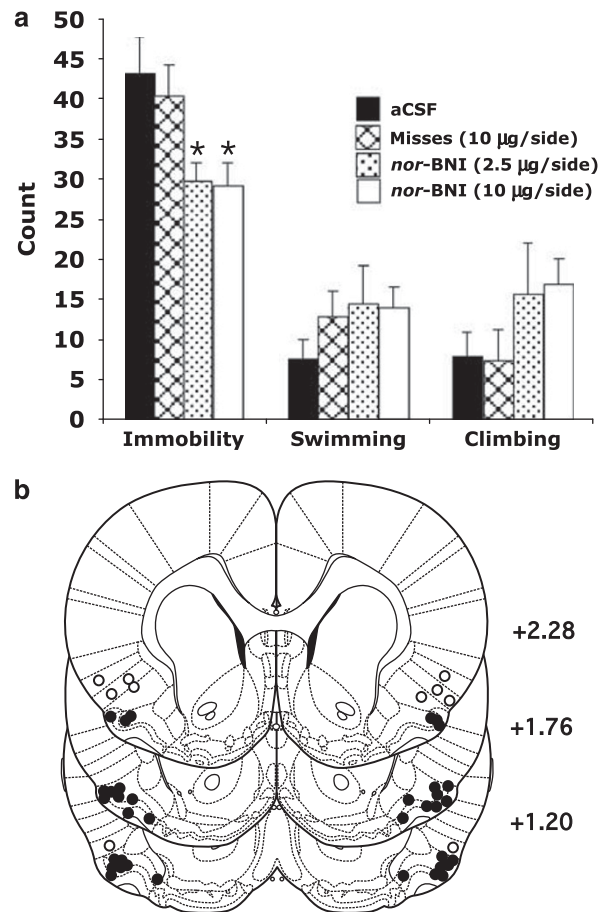 a
50
45
40
35
30
25
20
15
10
5
0
Count
* *
aCSF
Misses (10 µg/side)
nor-BNI (2.5 µg/side)
nor-BNI (10 µg/side)
Immobility Swimming Climbing
b
+2.28
+1.76
+1.20